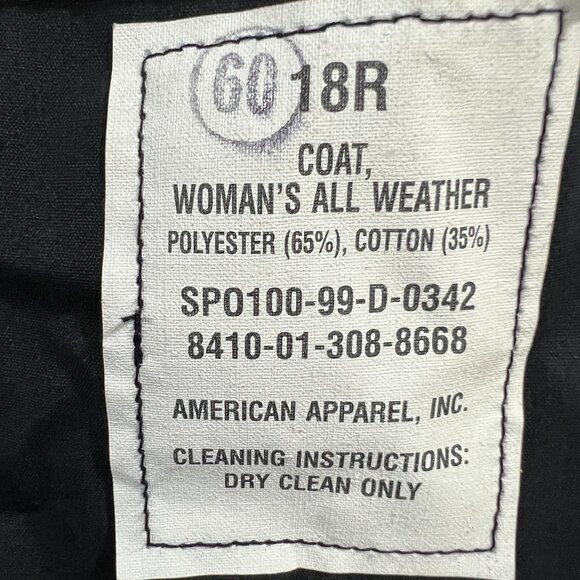 60 18R
COAT,
WOMAN'S ALL WEATHER
POLYESTER (65%), COTTON (35%)
SPO100-99-D-0342
8410-01-308-8668
AMERICAN APPAREL, INC.
CLEANING INSTRUCTIONS:
DRY CLEAN ONLY